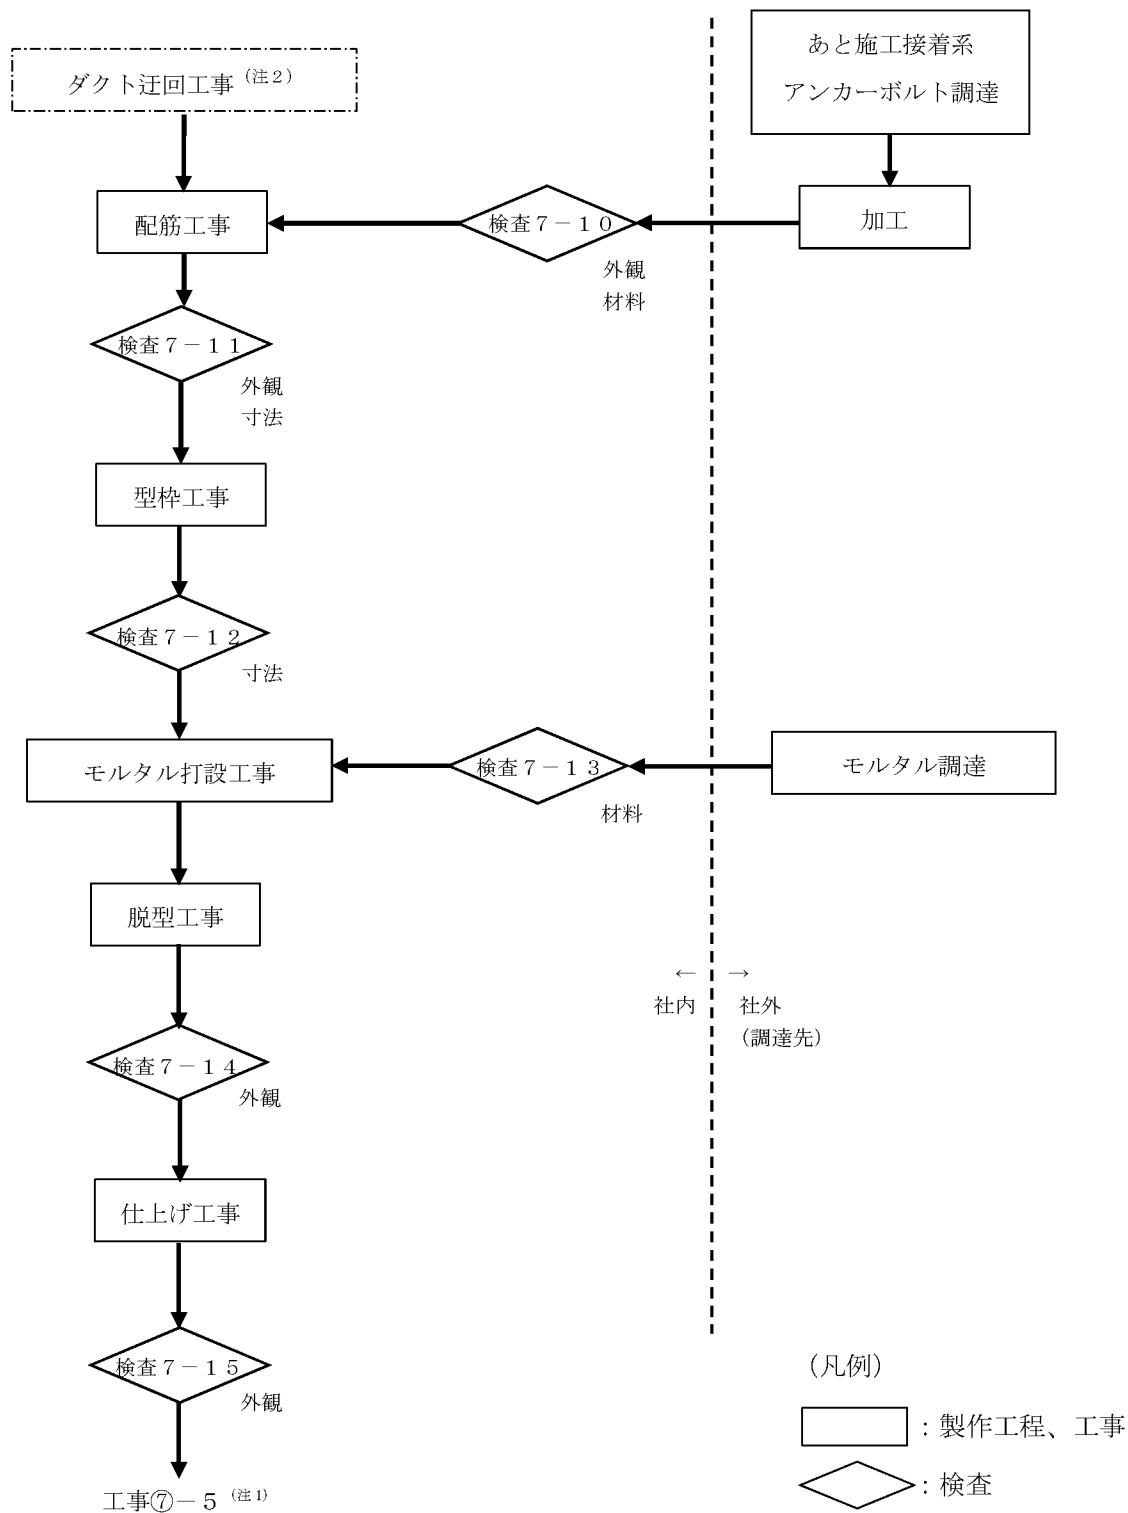 ダクト迂回工事（注２）
あと施工接着系
アンカーボルト調達
配筋工事
検査７－１０
加工
外観
材料
検査７－１１
外観
寸法
型枠工事
検査７－１２
寸法
モルタル打設工事
検査７－１３
モルタル調達
材料
脱型工事
← →
社内 社外
（調達先）
検査７－１４
外観
仕上げ工事
検査７－１５
外観
工事⑦－５（注１）
（凡例）
：製作工程、工事
：検査